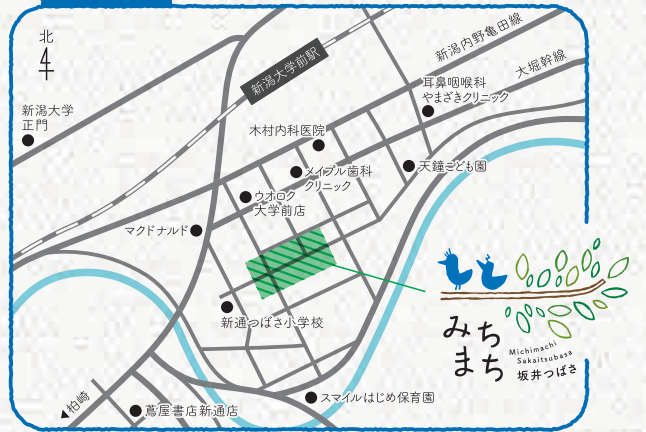 北
新潟大学
正門
新潟大学前駅
新潟内野亀田線
大堀幹線
耳鼻咽喉科
やまざきクリニック
木村内科医院
メイプル歯科
クリニック
天鐘こども園
ウオロク
大学前店
マクドナルド
新通つばさ小学校
みち
まち
Michimachi
Sakaitsubasa
坂井つばさ
スマイルはじめ保育園
蔦屋書店新通店
柏崎